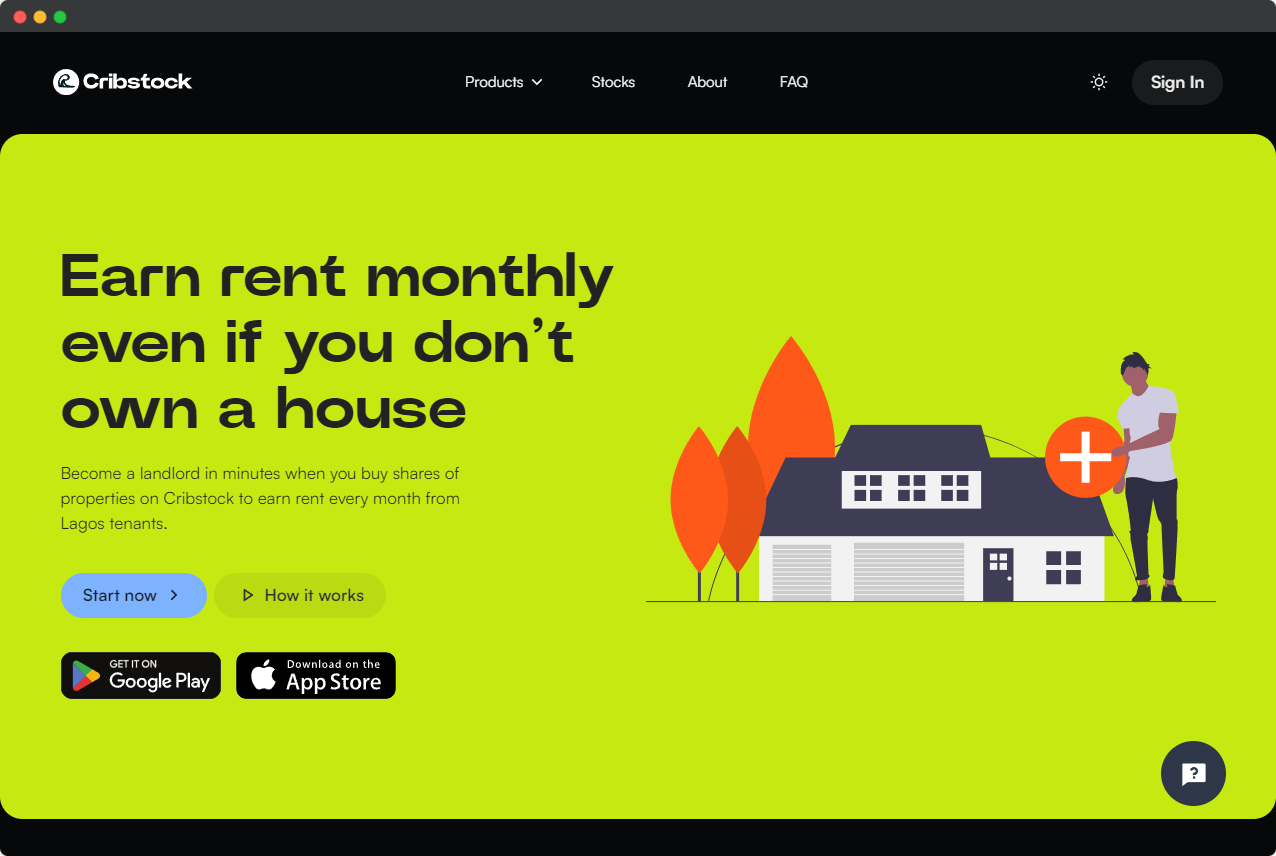 Cribstock
Products
Stocks
About
FAQ
Sign In
Earn rent monthly
even if you don’t
own a house
Become a landlord in minutes when you buy shares of
properties on Cribstock to earn rent every month from
Lagos tenants.
Start now
How it works
GET IT ON
Google Play
Download on the
App Store
?